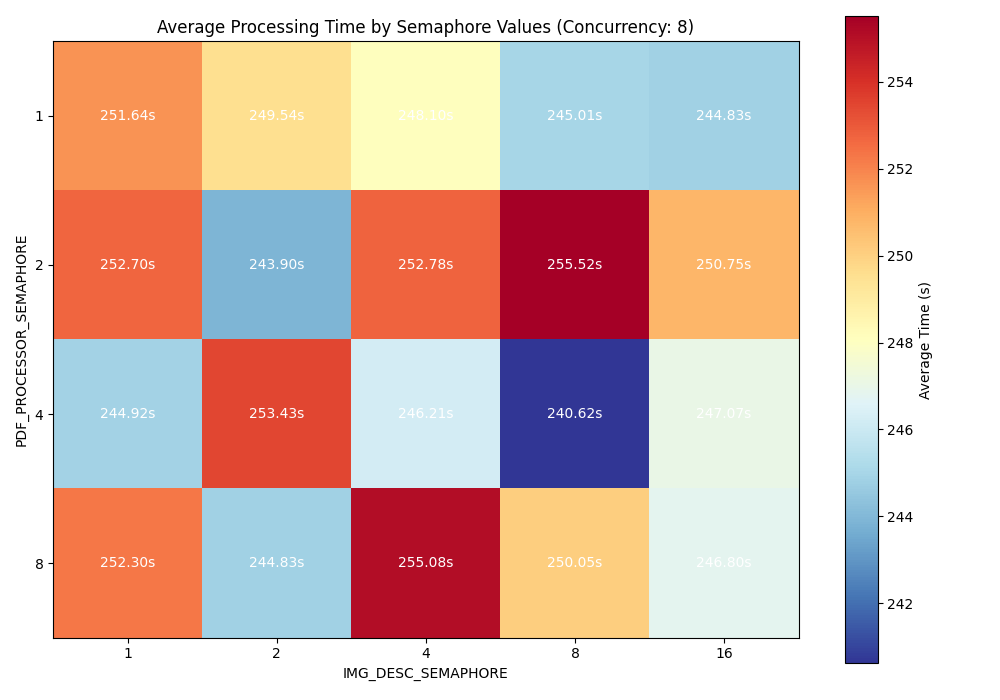 Average Processing Time by Semaphore Values (Concurrency: 8)
PDF_PROCESSOR_SEMAPHORE
1
251.64s 249.54s 248.10s 245.01s 244.83s
2
252.70s 243.90s 252.78s 255.52s 250.75s
4
244.92s 253.43s 246.21s 240.62s 247.07s
8
252.30s 244.83s 255.08s 250.05s 246.80s
1 2 4 8 16
IMG_DESC_SEMAPHORE
254
252
250
248
246
244
242
Average Time (s)